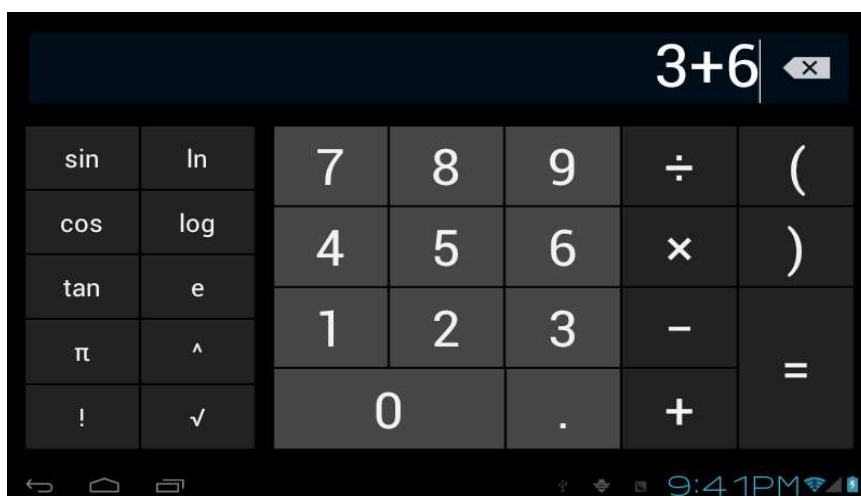 3+6
sin ln 7 8 9 ÷ (
cos log 4 5 6 × )
tan e 1 2 3 −
π ^ =
! √ 0 . +
9:41PM